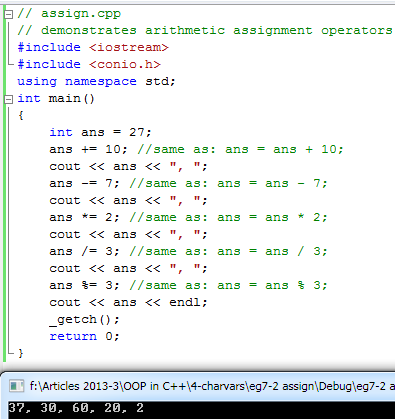 // assign.cpp
// demonstrates arithmetic assignment operators
#include <iostream>
#include <conio.h>
using namespace std;
int main()
{
int ans = 27;
ans += 10; //same as: ans = ans + 10;
cout << ans << ", ";
ans -= 7; //same as: ans = ans - 7;
cout << ans << ", ";
ans *= 2; //same as: ans = ans * 2;
cout << ans << ", ";
ans /= 3; //same as: ans = ans / 3;
cout << ans << ", ";
ans %= 3; //same as: ans = ans % 3;
cout << ans << endl;
_getch();
return 0;
}
f:\Articles 2013-3\OOP in C++\4-charvars\eg7-2 assign\Debug\eg7-2 a
37, 30, 60, 20, 2